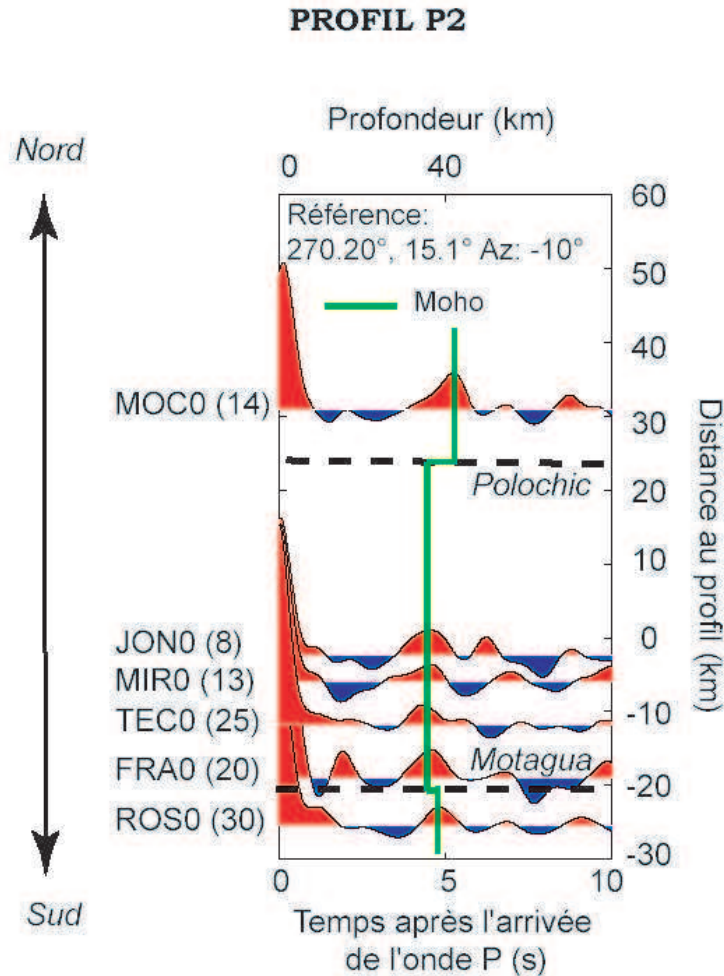 PROFIL P2
Nord
Profondeur (km)
0 40
Référence:
270.20°, 15.1° Az: -10°
Moho
60
50
40
MOC0 (14)
30
Polochic
20
10
JON0 (8)
0
MIR0 (13)
TEC0 (25)
-10
FRA0 (20)
Motagua
-20
ROS0 (30)
-30
Distance au profil (km)
0 5 10
Sud
Temps après l'arrivée
de l'onde P (s)